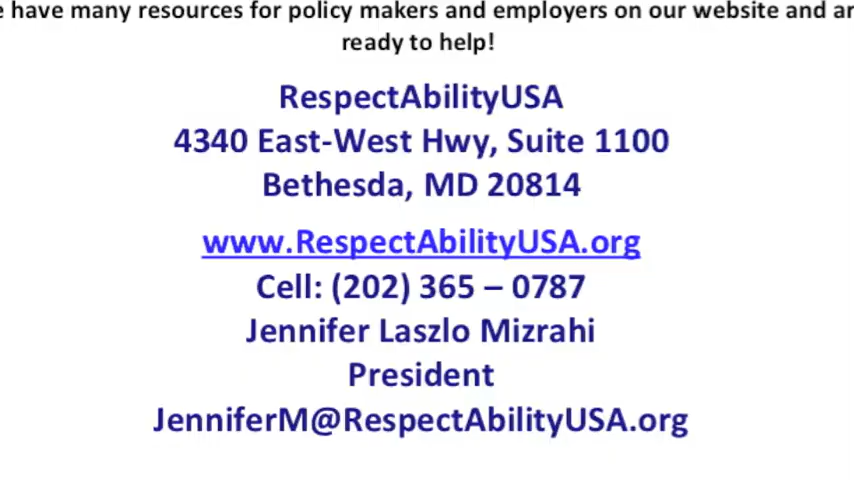 have many resources for policy makers and employers on our website and
ready to help!
RespectAbilityUSA
4340 East-West Hwy, Suite 1100
Bethesda, MD 20814
www.RespectAbilityUSA.org
Cell: (202) 365 – 0787
Jennifer Laszlo Mizrahi
President
JenniferM@RespectAbilityUSA.org